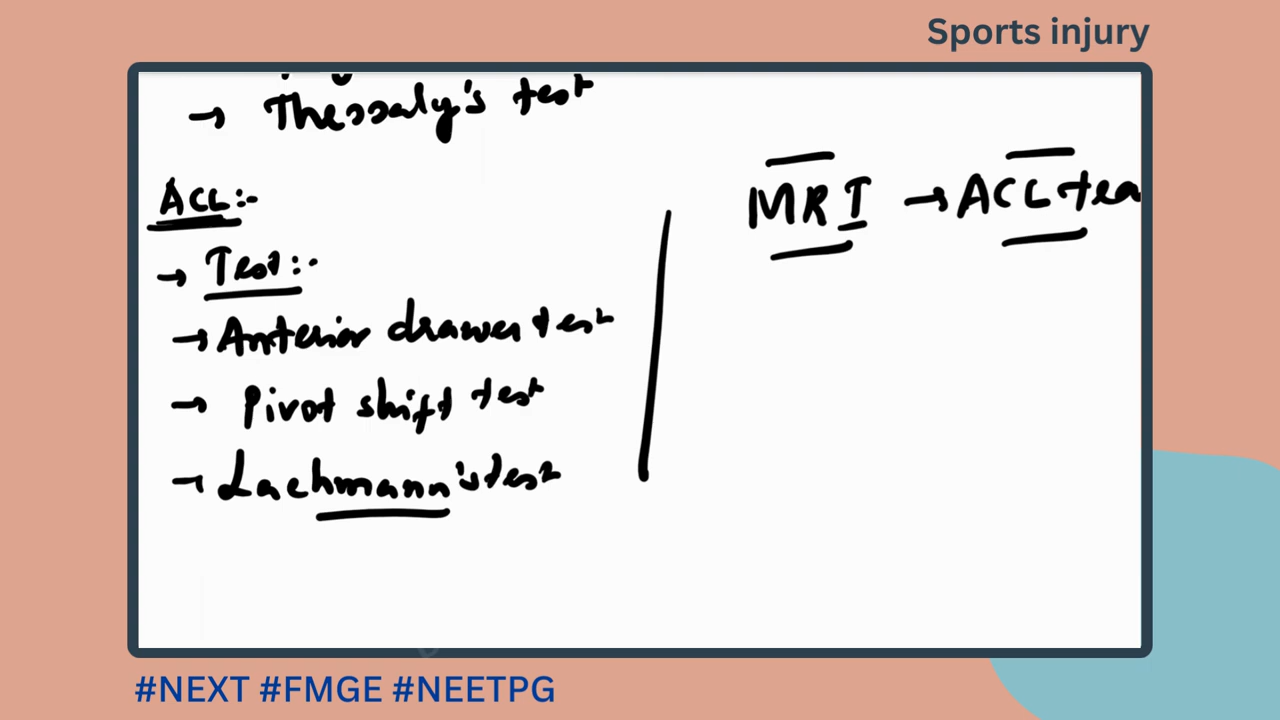 Sports injury
→ Thessaly's test
ACL:-
→ Test:-
→ Anterior drawer test
→ Pivot shift test
→ Lachmann's test
MRI → ACL tea
#NEXT #FMGE #NEETPG